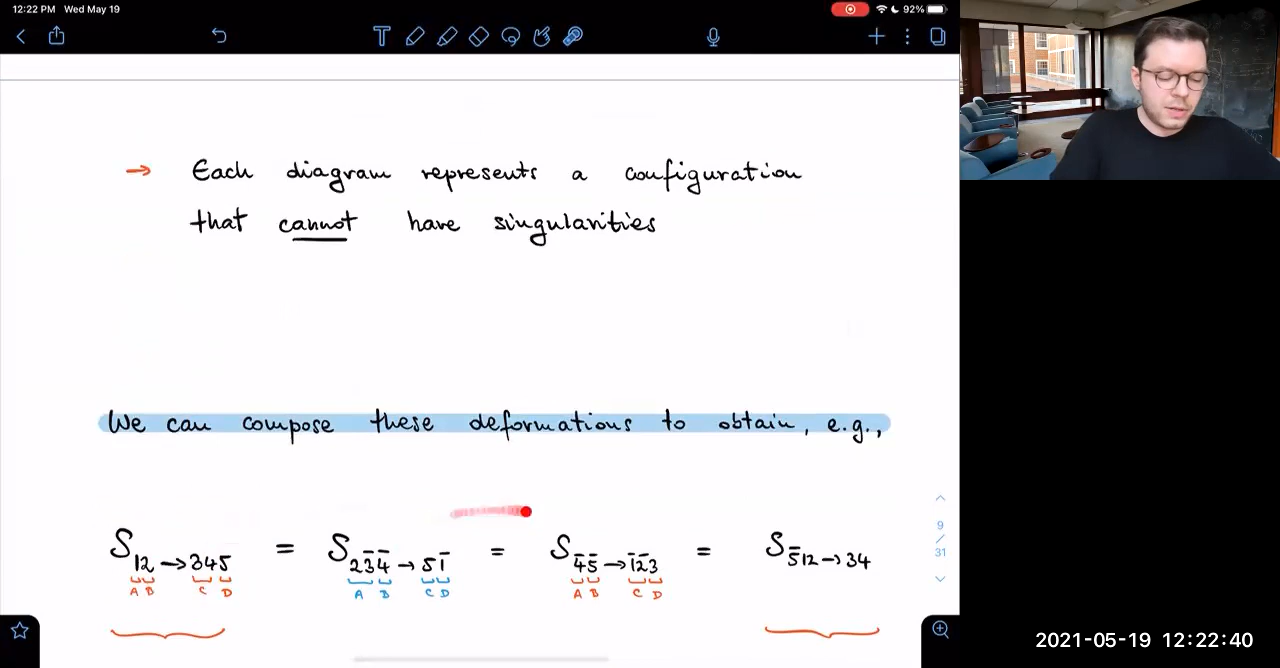 12:22 PM Wed May 19
92%
→ Each diagram represents a configuration
that cannot have singularities
We can compose these deformations to obtain, e.g.,
S₁₂→₃₄₅ = S₂3̄4̄→₅1̄ = S4̄5̄→1̄2̄₃ = S5̄₁₂→₃₄
A B C D A B C D A B C D
9
/
31
2021-05-19 12:22:40